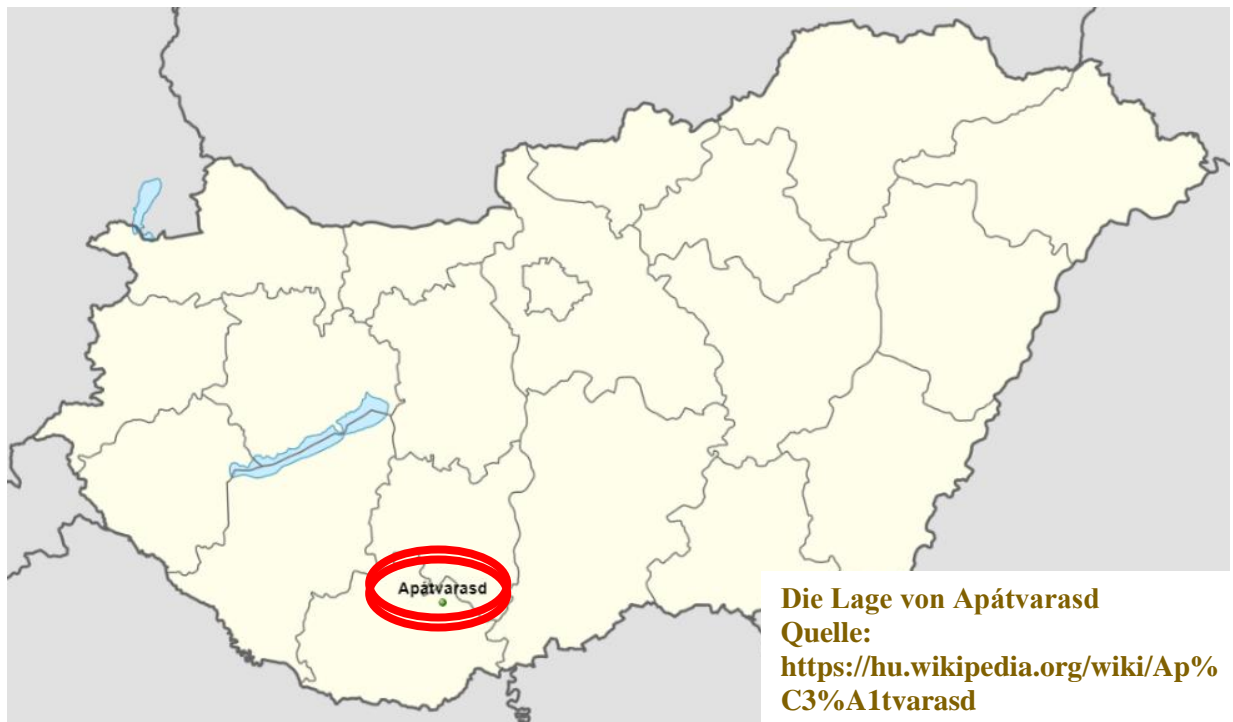 Apátvarasd
Die Lage von Apátvarasd
Quelle:
https://hu.wikipedia.org/wiki/Ap%
C3%A1tvarasd